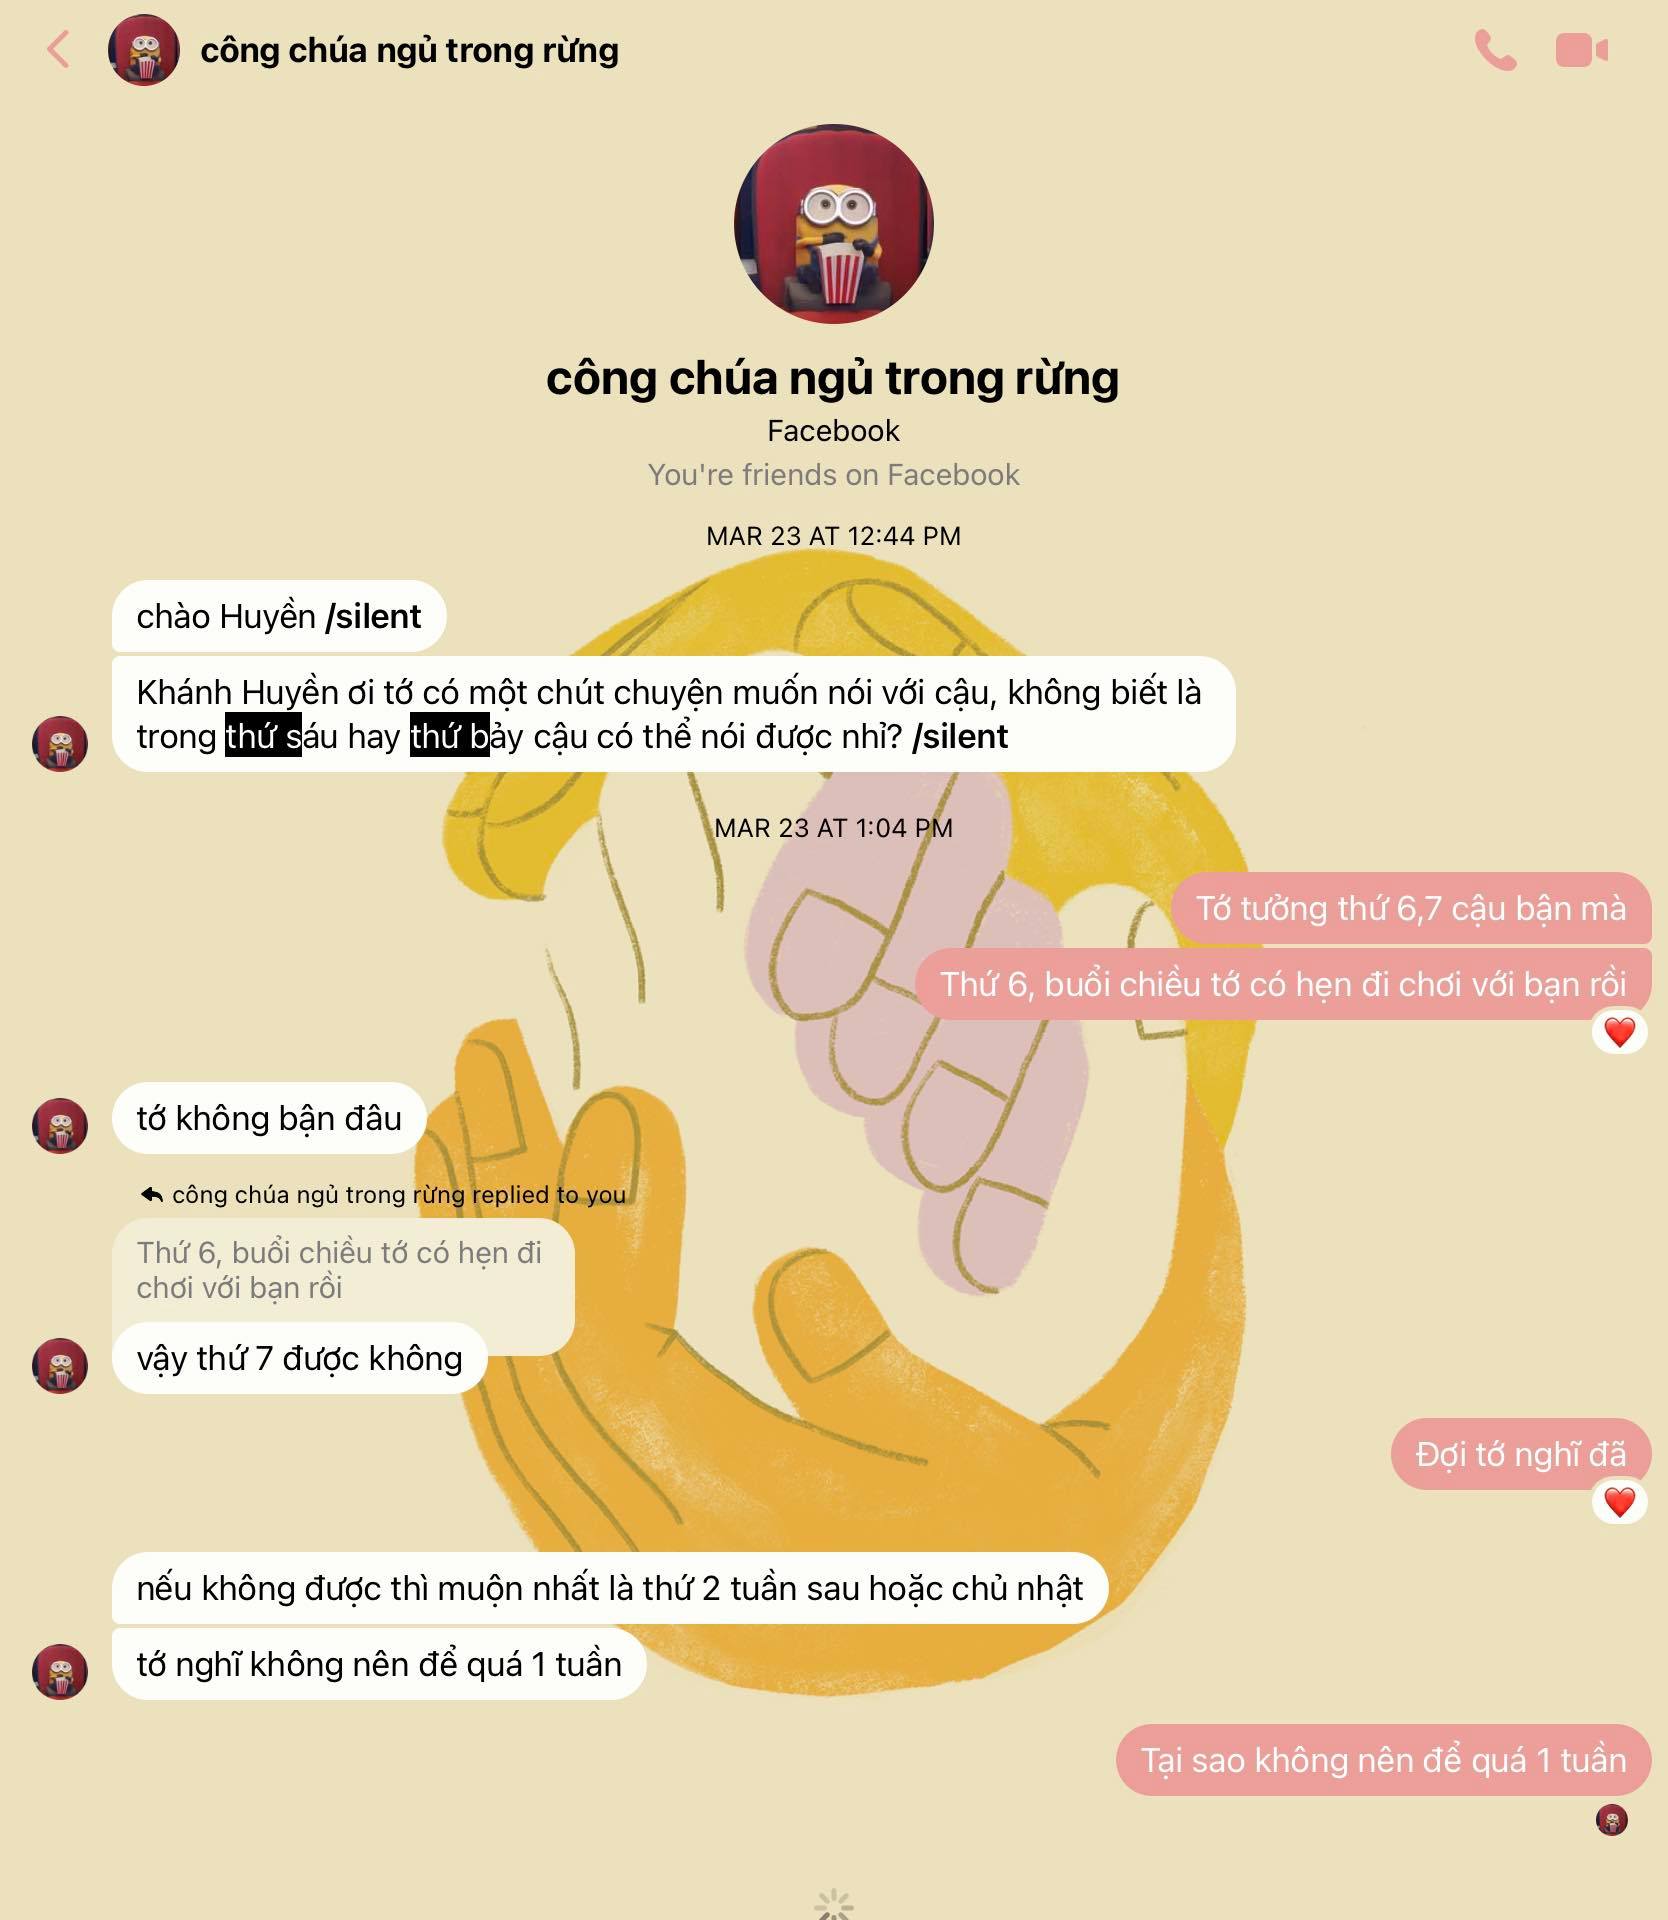 công chúa ngủ trong rừng
công chúa ngủ trong rừng
Facebook
You're friends on Facebook
MAR 23 AT 12:44 PM
chào Huyền /silent
Khánh Huyền ơi tớ có một chút chuyện muốn nói với cậu, không biết là
trong thứ sáu hay thứ bảy cậu có thể nói được nhỉ? /silent
MAR 23 AT 1:04 PM
Tớ tưởng thứ 6,7 cậu bận mà
Thứ 6, buổi chiều tớ có hẹn đi chơi với bạn rồi
tớ không bận đâu
công chúa ngủ trong rừng replied to you
Thứ 6, buổi chiều tớ có hẹn đi
chơi với bạn rồi
vậy thứ 7 được không
Đợi tớ nghĩ đã
nếu không được thì muộn nhất là thứ 2 tuần sau hoặc chủ nhật
tớ nghĩ không nên để quá 1 tuần
Tại sao không nên để quá 1 tuần